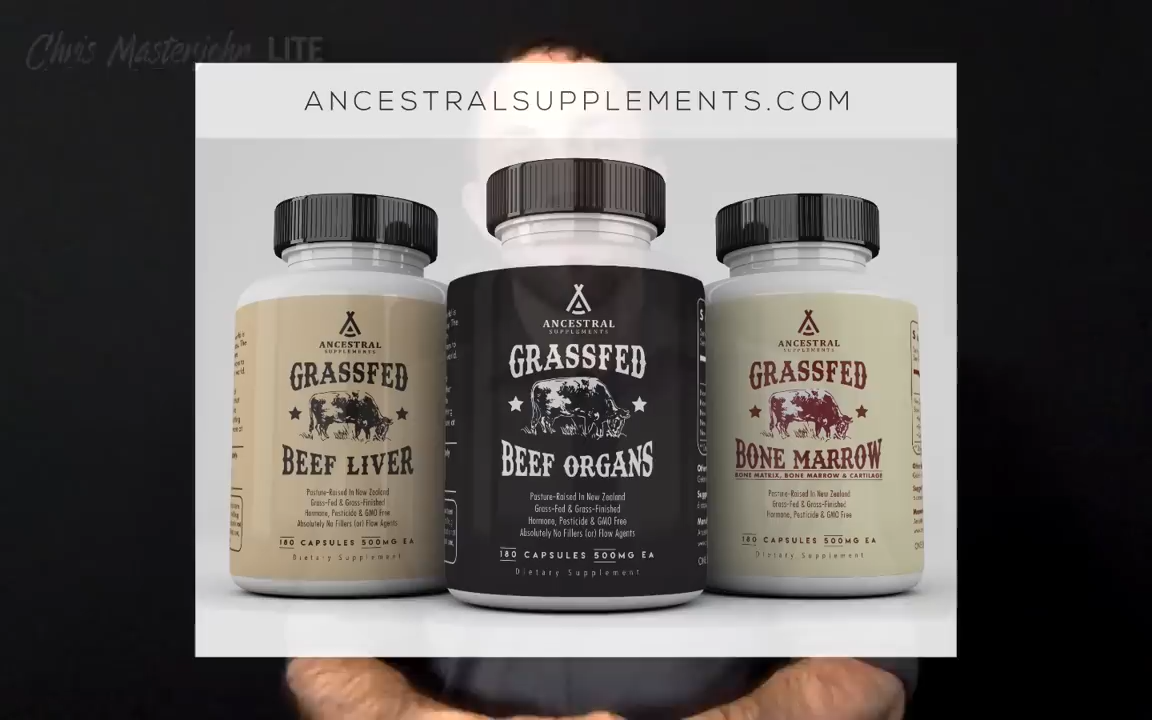 Chris Masterjohn LITE
ANCESTRALSUPPLEMENTS.COM
ANCESTRAL
SUPPLEMENTS
GRASSFED
BEEF LIVER
Pasture-Raised In New Zealand
Grass-Fed & Grass-Finished
Hormone, Pesticide & GMO Free
Absolutely No Fillers (or) Flow Agents
180 CAPSULES 500MG EA
Dietary Supplement
ANCESTRAL
SUPPLEMENTS
GRASSFED
BEEF ORGANS
Pasture-Raised In New Zealand
Grass-Fed & Grass-Finished
Hormone, Pesticide & GMO Free
Absolutely No Fillers (or) Flow Agents
180 CAPSULES 500MG EA
Dietary Supplement
ANCESTRAL
SUPPLEMENTS
GRASSFED
BONE MARROW
BONE MATRIX, BONE MARROW & CARTILAGE
Pasture-Raised In New Zealand
Grass-Fed & Grass-Finished
Hormone, Pesticide & GMO Free
180 CAPSULES 500MG EA
Dietary Supplement